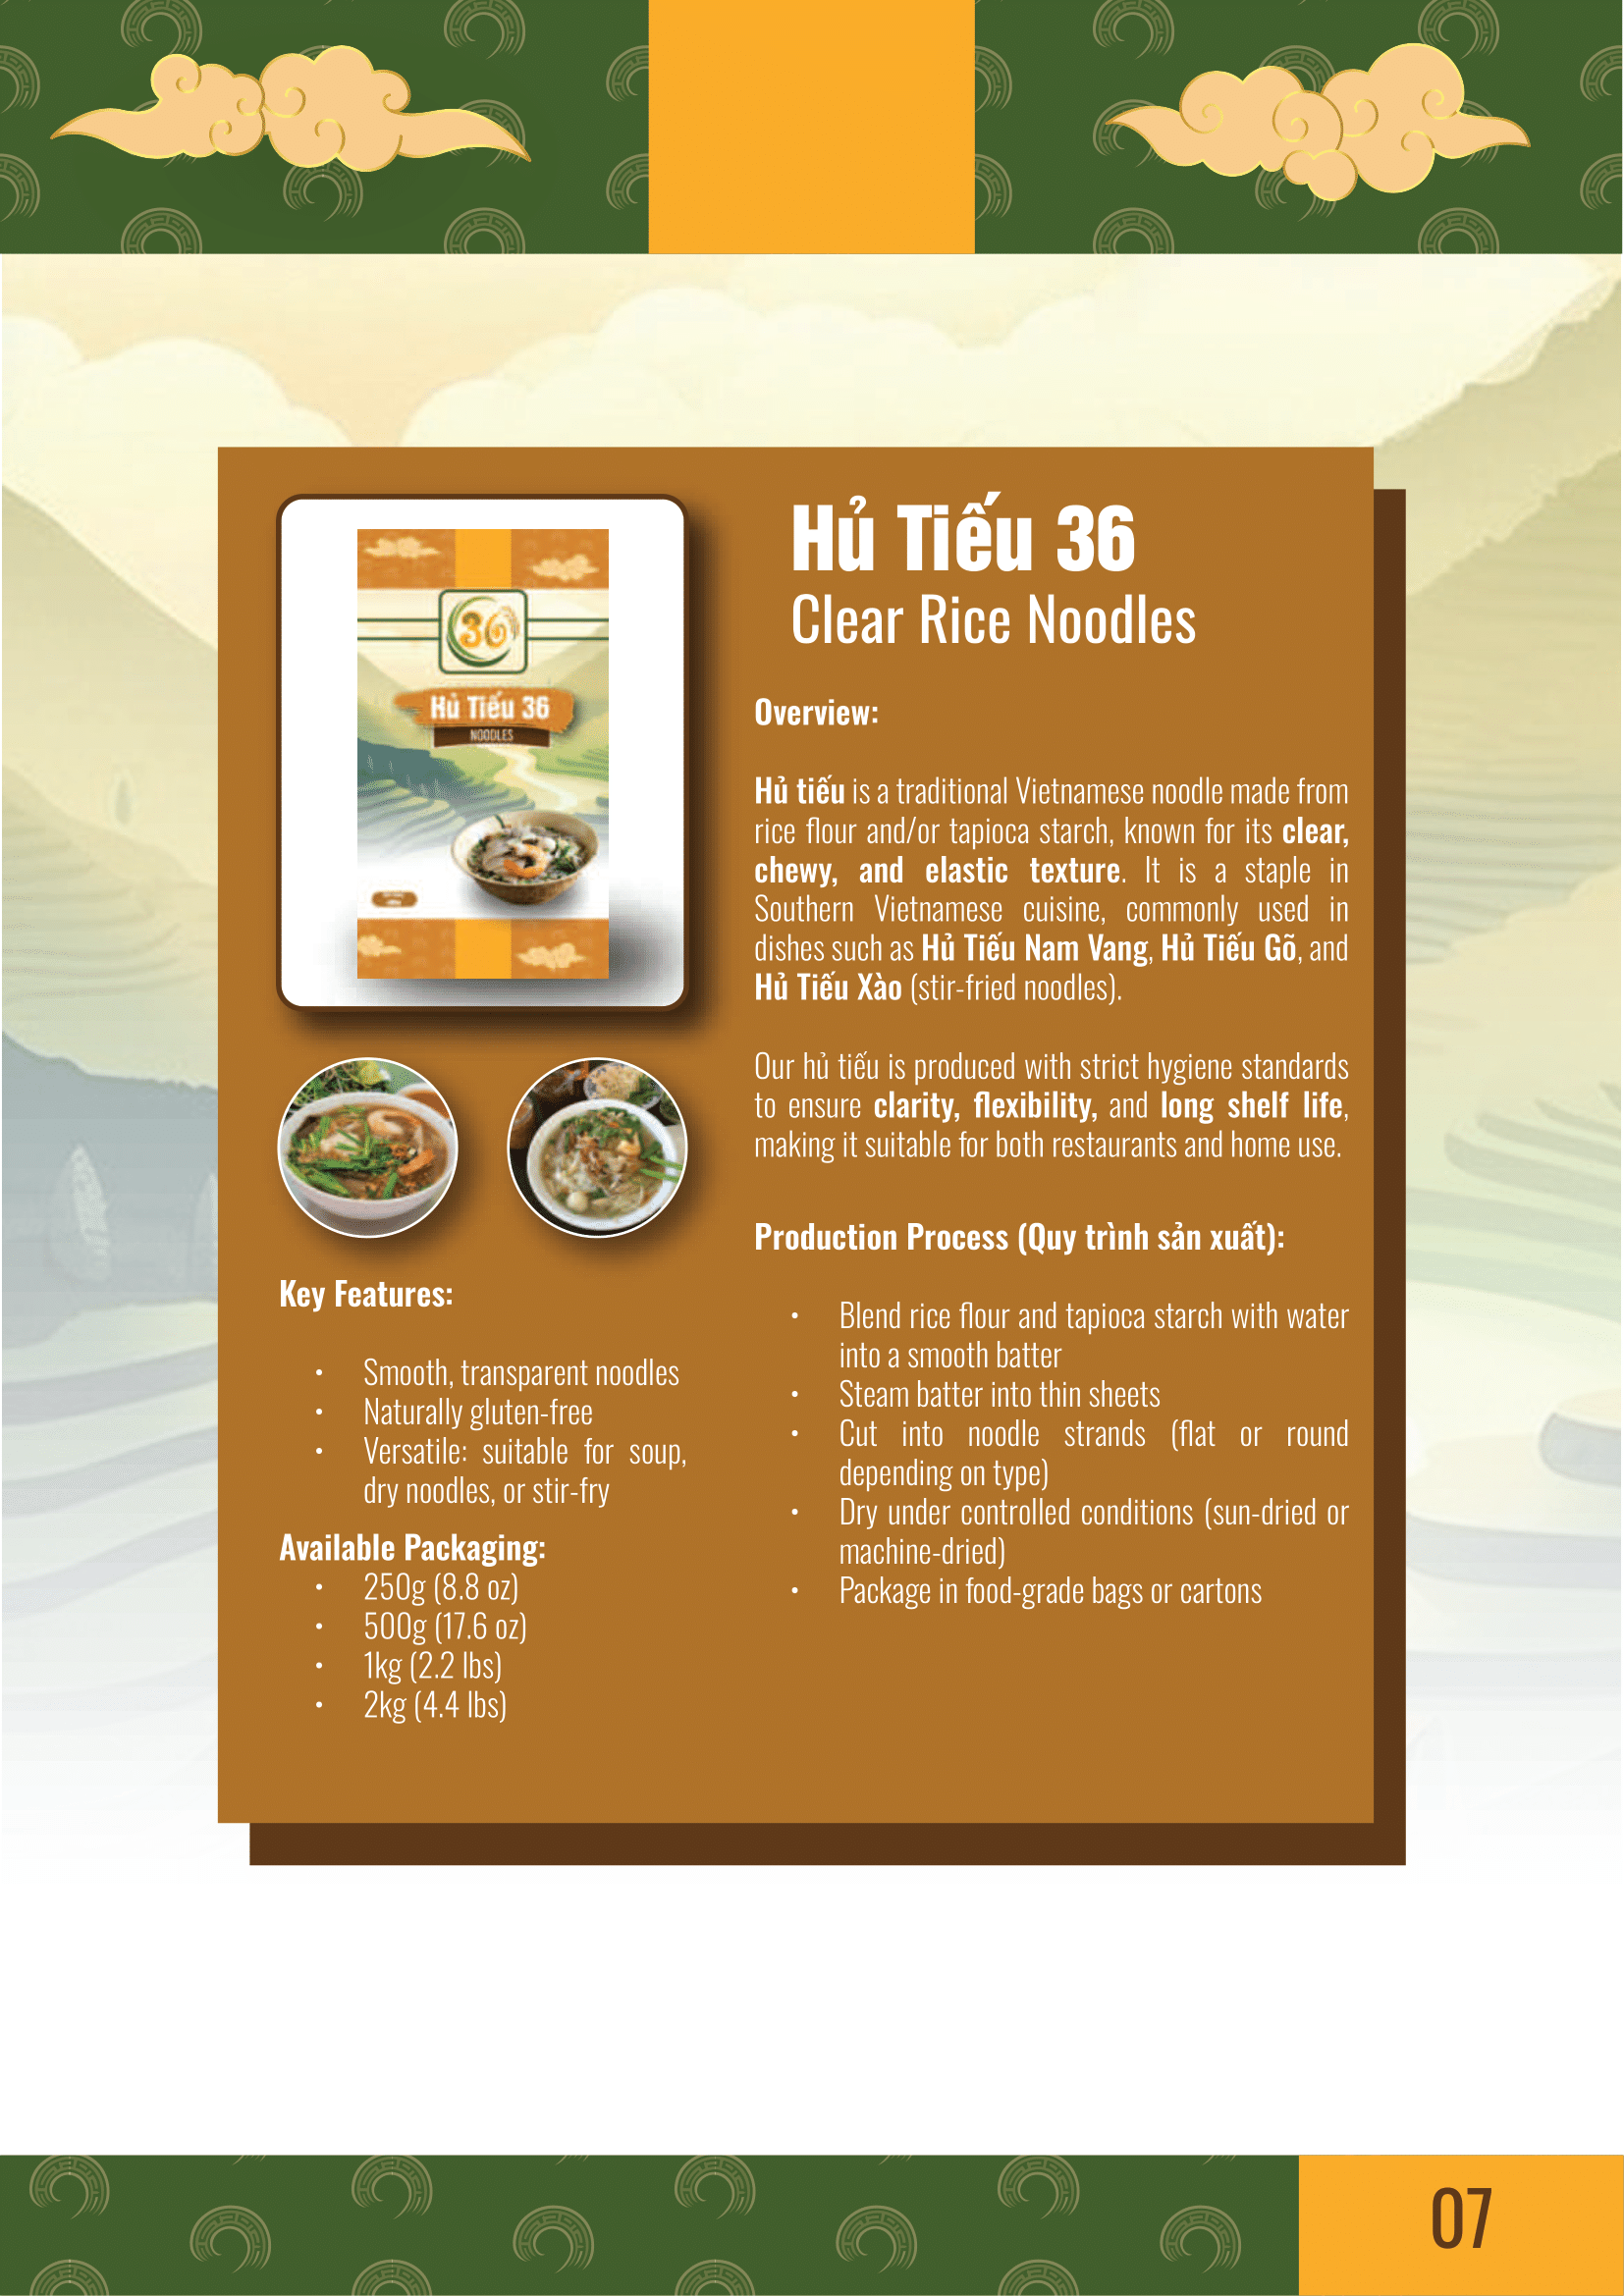 36
Hủ Tiếu 36
NOODLES
Hủ Tiếu 36
Clear Rice Noodles
Overview:
Hủ tiếu is a traditional Vietnamese noodle made from
rice flour and/or tapioca starch, known for its clear,
chewy, and elastic texture. It is a staple in
Southern Vietnamese cuisine, commonly used in
dishes such as Hủ Tiếu Nam Vang, Hủ Tiếu Gõ, and
Hủ Tiếu Xào (stir-fried noodles).
Our hủ tiếu is produced with strict hygiene standards
to ensure clarity, flexibility, and long shelf life,
making it suitable for both restaurants and home use.
Production Process (Quy trình sản xuất):
• Blend rice flour and tapioca starch with water
into a smooth batter
• Steam batter into thin sheets
• Cut into noodle strands (flat or round
depending on type)
• Dry under controlled conditions (sun-dried or
machine-dried)
• Package in food-grade bags or cartons
Key Features:
• Smooth, transparent noodles
• Naturally gluten-free
• Versatile: suitable for soup,
dry noodles, or stir-fry
Available Packaging:
• 250g (8.8 oz)
• 500g (17.6 oz)
• 1kg (2.2 lbs)
• 2kg (4.4 lbs)
07